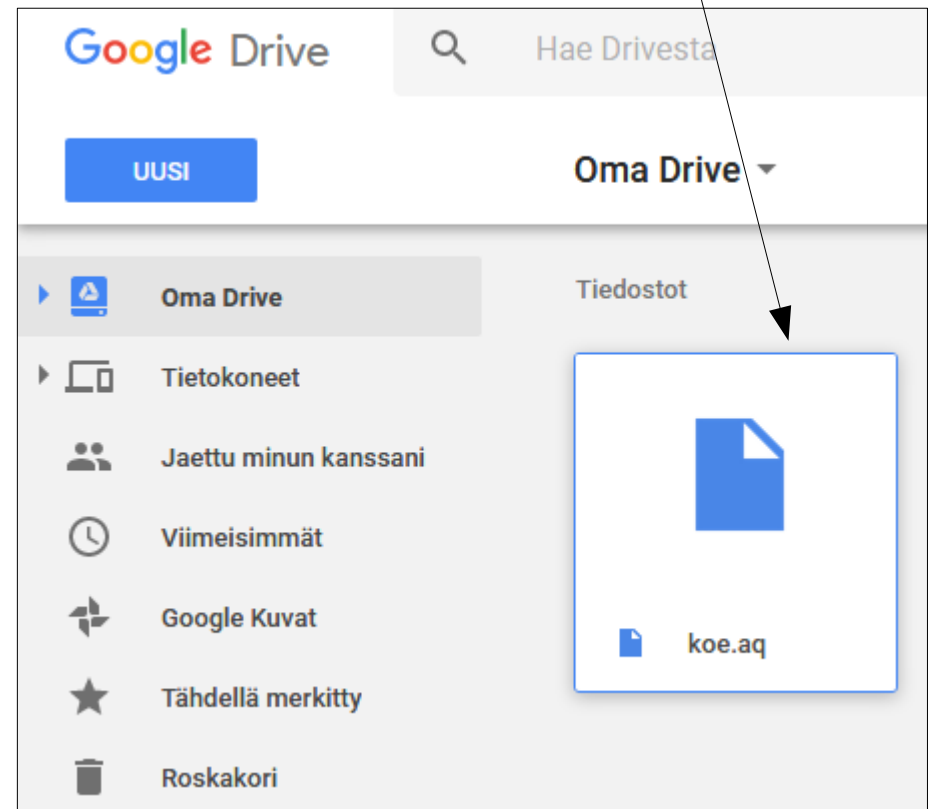 Google Drive
Hae Drivesta
UUSI
Oma Drive
Oma Drive
Tietokoneet
Jaettu minun kanssani
Viimeisimmät
Google Kuvat
Tähdellä merkitty
Roskakori
Tiedostot
koe.aq